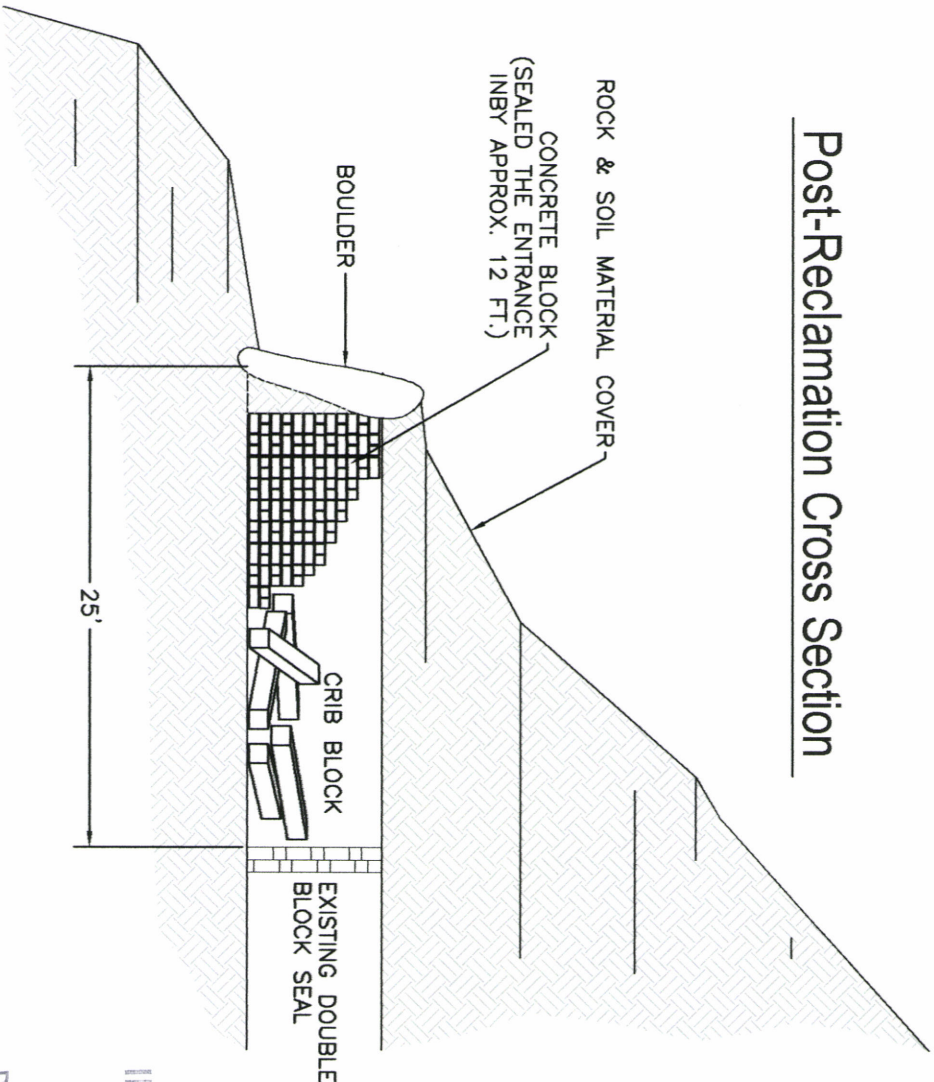 Post-Reclamation Cross Section
ROCK & SOIL MATERIAL COVER
CONCRETE BLOCK
(SEALED THE ENTRANCE
INBY APPROX. 12 FT.)
BOULDER
CRIB BLOCK
EXISTING DOUBLE
BLOCK SEAL
25'